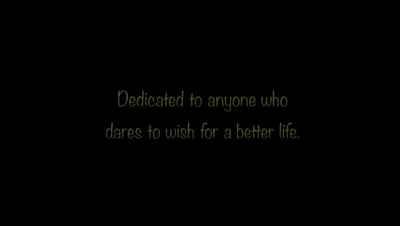 Dedicated to anyone who
dares to wish for a better life.